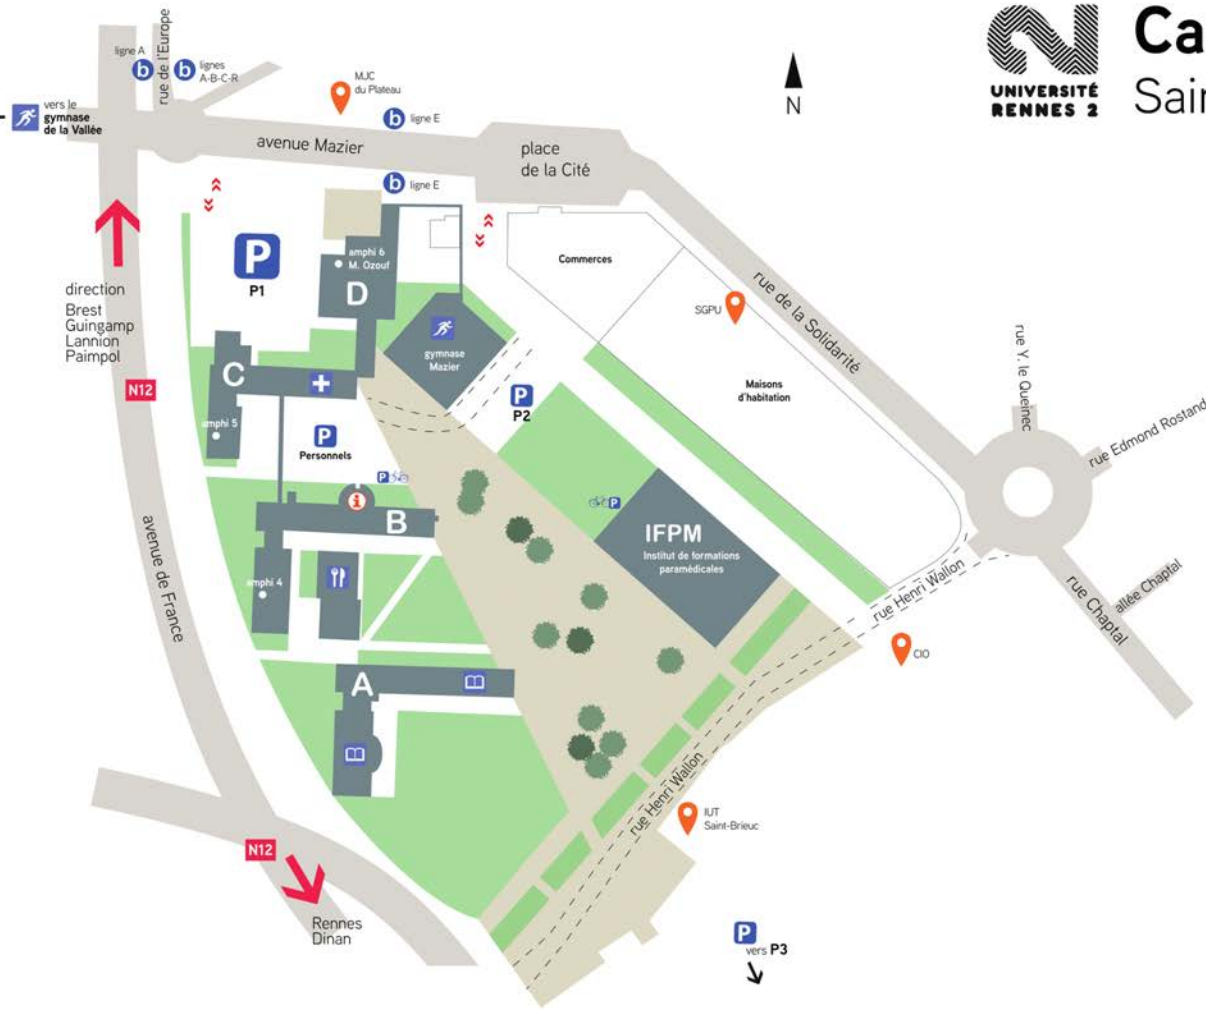 UNIVERSITÉ
RENNES 2
Ca
Sain
N
ligne A
b
b
rue de l'Europe
lignes
A-B-C-R
vers le
gymnase
de la Vallée
MJC
du Plateau
b
ligne E
avenue Mazier
place
de la Cité
b
ligne E
P
P1
amphi 6
M. Ozouf
D
Commerces
direction
Brest
Guingamp
Lannion
Paimpol
N12
SGPU
rue de la Solidarité
gymnase
Mazier
C
Maisons
d'habitation
P
P2
amphi 5
P
Personnels
P
i
B
P
IFPM
Institut de formations
paramédicales
rue Y. le Queinec
rue Edmond Rostand
avenue de France
amphi 4
rue Henri Wallon
allée Chaptal
rue Chaptal
CIO
A
rue Henri Wallon
IUT
Saint-Brieuc
N12
Rennes
Dinan
P
vers P3